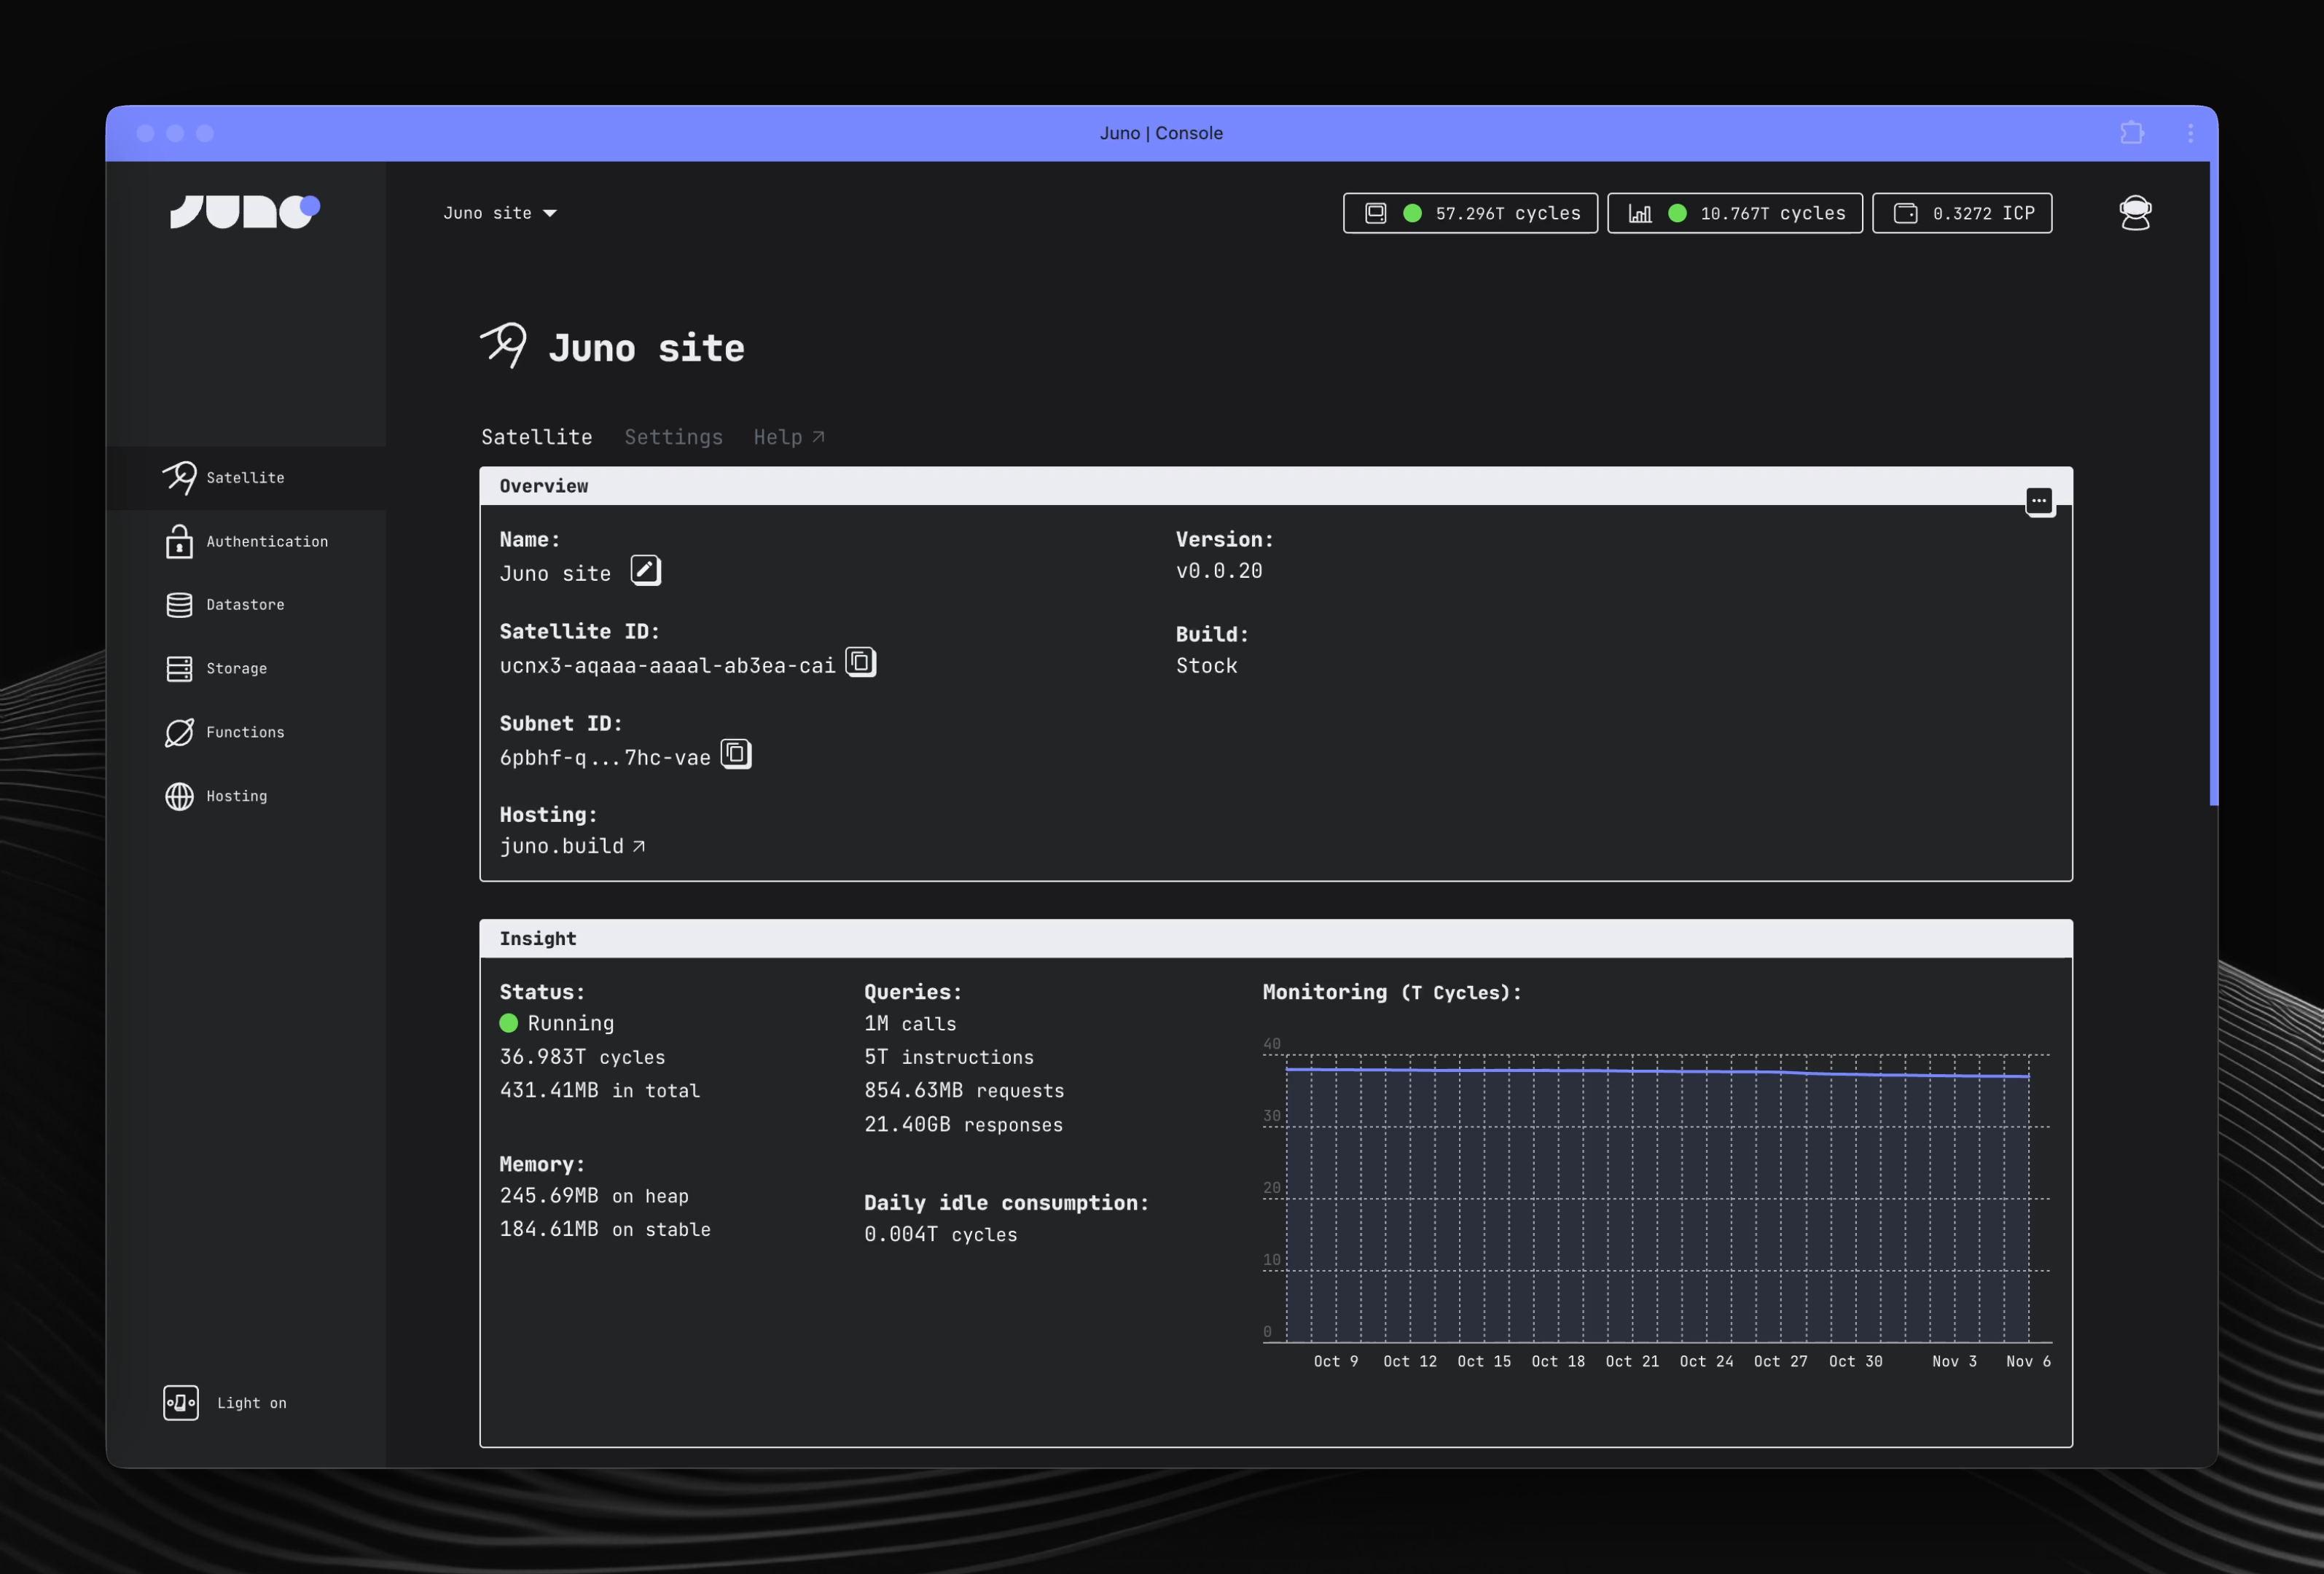 Juno | Console
JUNO
Juno site
57.296T cycles
10.767T cycles
0.3272 ICP
Juno site
Satellite
Settings
Help
Satellite
Authentication
Datastore
Storage
Functions
Hosting
Light on
Overview
Name:
Juno site
Satellite ID:
ucnx3-aqaaa-aaaal-ab3ea-cai
Subnet ID:
6pbhf-q...7hc-vae
Hosting:
juno.build
Version:
v0.0.20
Build:
Stock
Insight
Status:
Running
36.983T cycles
431.41MB in total
Memory:
245.69MB on heap
184.61MB on stable
Queries:
1M calls
5T instructions
854.63MB requests
21.40GB responses
Daily idle consumption:
0.004T cycles
Monitoring (T Cycles):
40
30
20
10
0
Oct 9 Oct 12 Oct 15 Oct 18 Oct 21 Oct 24 Oct 27 Oct 30 Nov 3 Nov 6